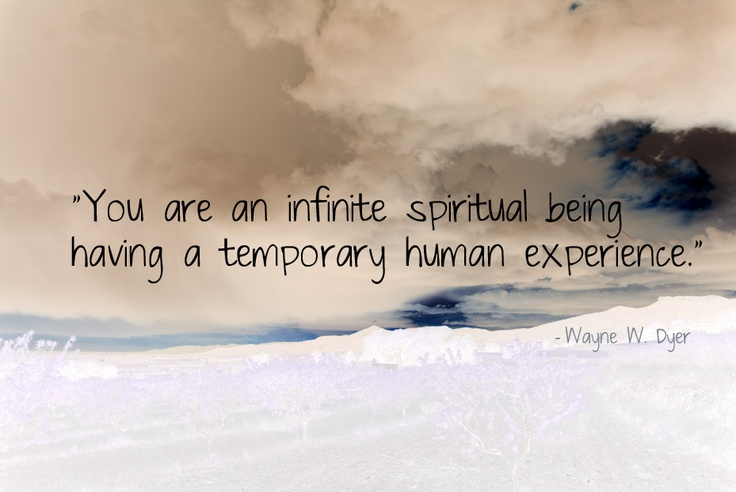 "You are an infinite spiritual being
having a temporary human experience."
-Wayne W. Dyer